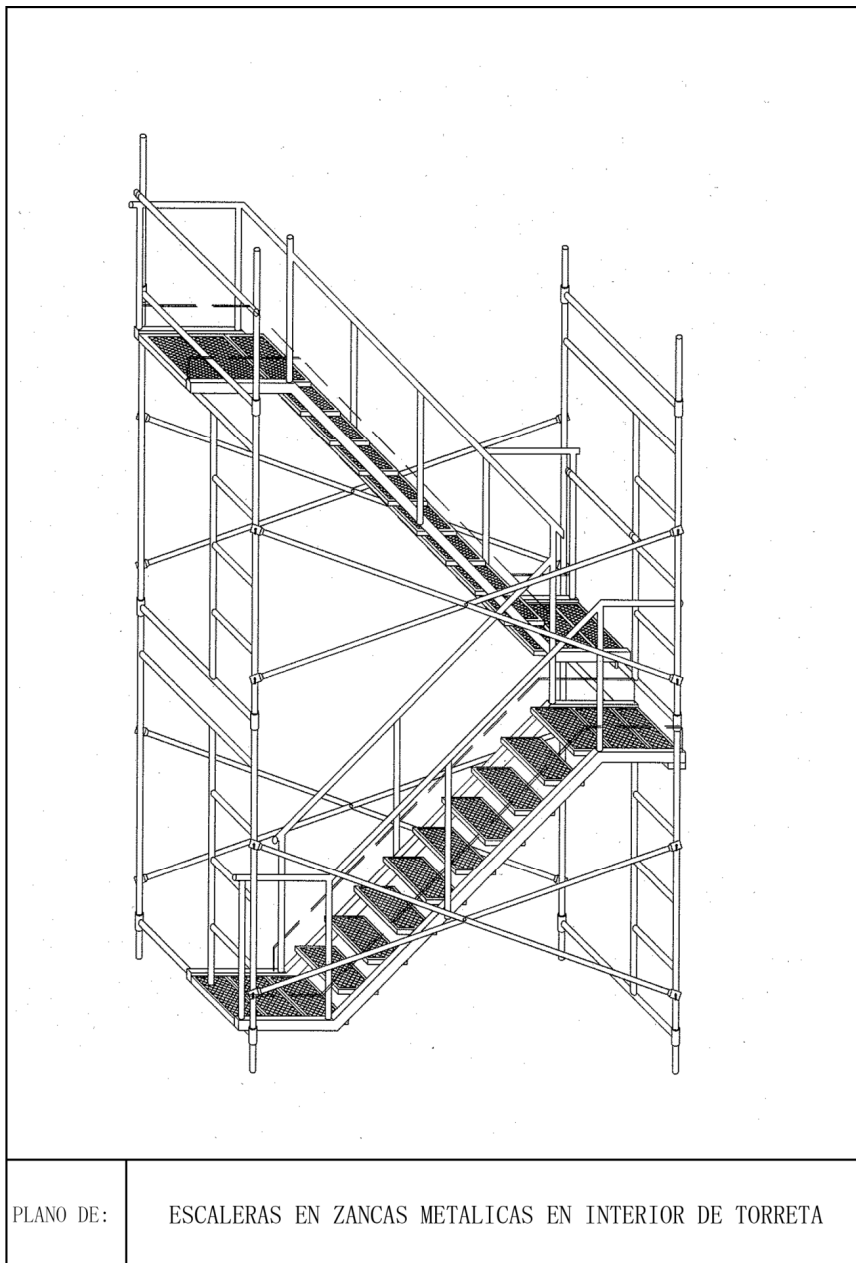 PLANO DE:
ESCALERAS EN ZANCAS METALICAS EN INTERIOR DE TORRETA